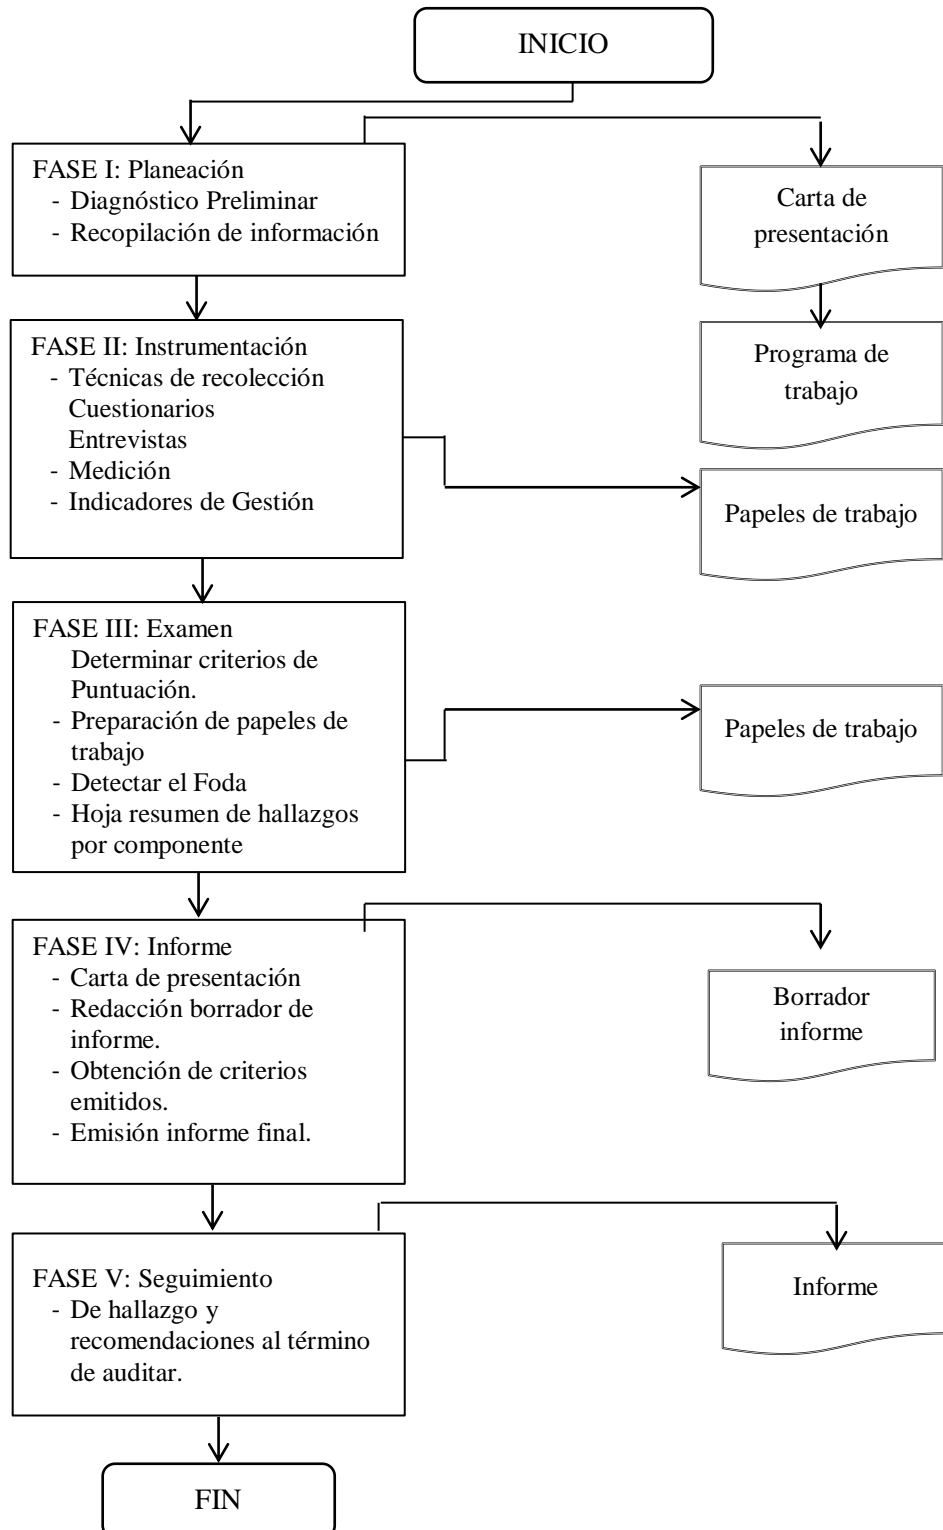 INICIO
FASE I: Planeación
- Diagnóstico Preliminar
- Recopilación de información
Carta de
presentación
FASE II: Instrumentación
- Técnicas de recolección
Cuestionarios
Entrevistas
- Medición
- Indicadores de Gestión
Programa de
trabajo
Papeles de trabajo
FASE III: Examen
Determinar criterios de
Puntuación.
- Preparación de papeles de
trabajo
- Detectar el Foda
- Hoja resumen de hallazgos
por componente
Papeles de trabajo
FASE IV: Informe
- Carta de presentación
- Redacción borrador de
informe.
- Obtención de criterios
emitidos.
- Emisión informe final.
Borrador
informe
FASE V: Seguimiento
- De hallazgo y
recomendaciones al término
de auditar.
Informe
FIN